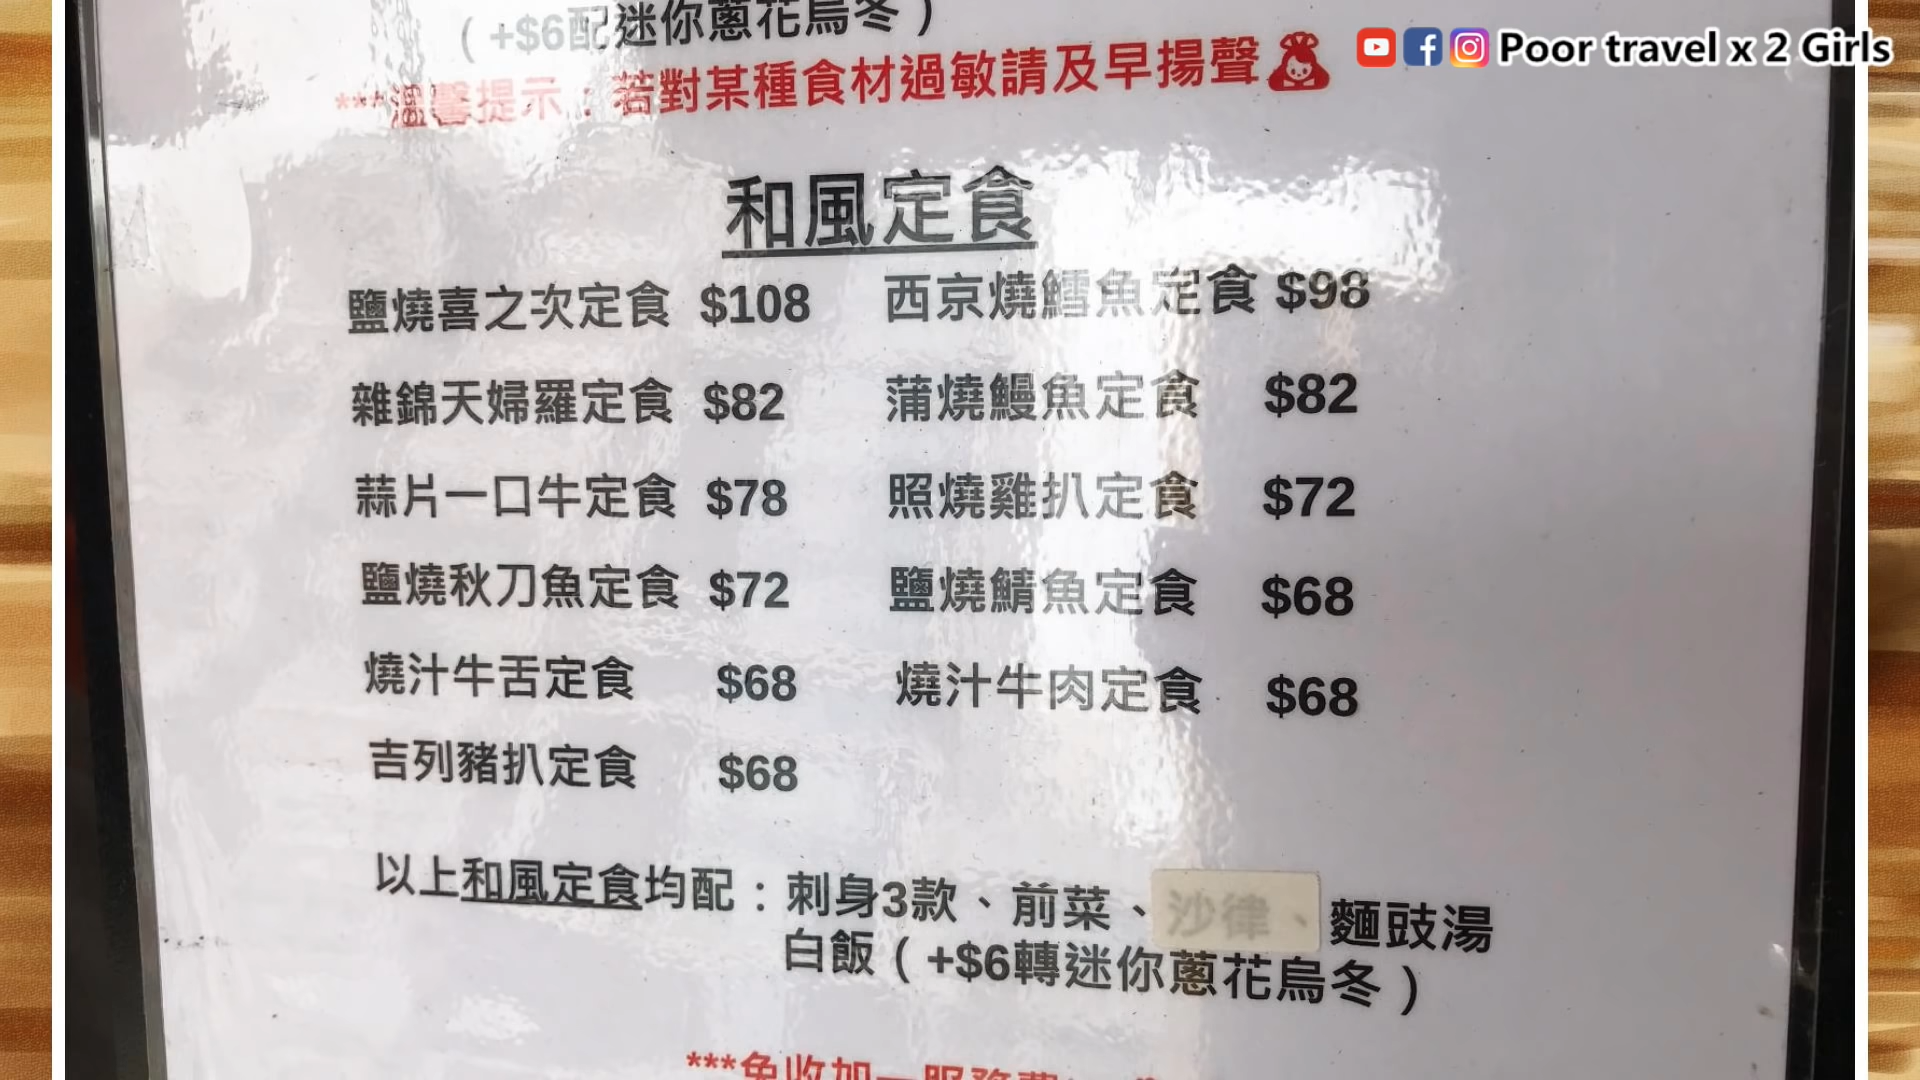 (+$6配迷你蔥花烏冬)
Poor travel x 2 Girls
***溫馨提示:若對某種食材過敏請及早揚聲
和風定食
鹽燒喜之次定食 $108 西京燒鱈魚定食 $98
雜錦天婦羅定食 $82 蒲燒鰻魚定食 $82
蒜片一口牛定食 $78 照燒雞扒定食 $72
鹽燒秋刀魚定食 $72 鹽燒鯖魚定食 $68
燒汁牛舌定食 $68 燒汁牛肉定食 $68
吉列豬扒定食 $68
以上和風定食均配:刺身3款、前菜、沙律、麵豉湯
白飯(+$6轉迷你蔥花烏冬)
***免收加一服務費